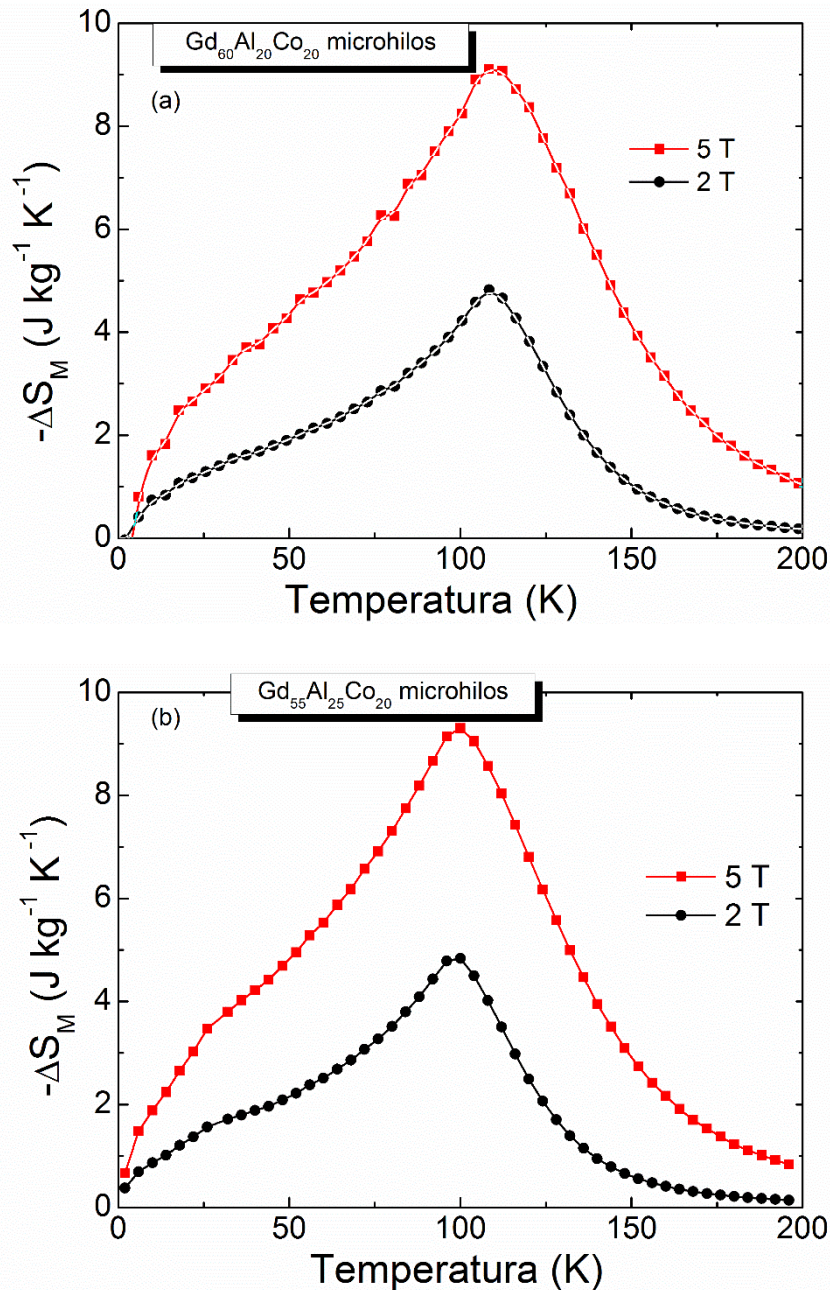 Gd₆₀Al₂₀Co₂₀ microhilos
(a)
5 T
2 T
10
8
6
4
2
0
-ΔS_M (J kg⁻¹ K⁻¹)
0 50 100 150 200
Temperatura (K)
Gd₅₅Al₂₅Co₂₀ microhilos
(b)
5 T
2 T
10
8
6
4
2
0
-ΔS_M (J kg⁻¹ K⁻¹)
0 50 100 150 200
Temperatura (K)